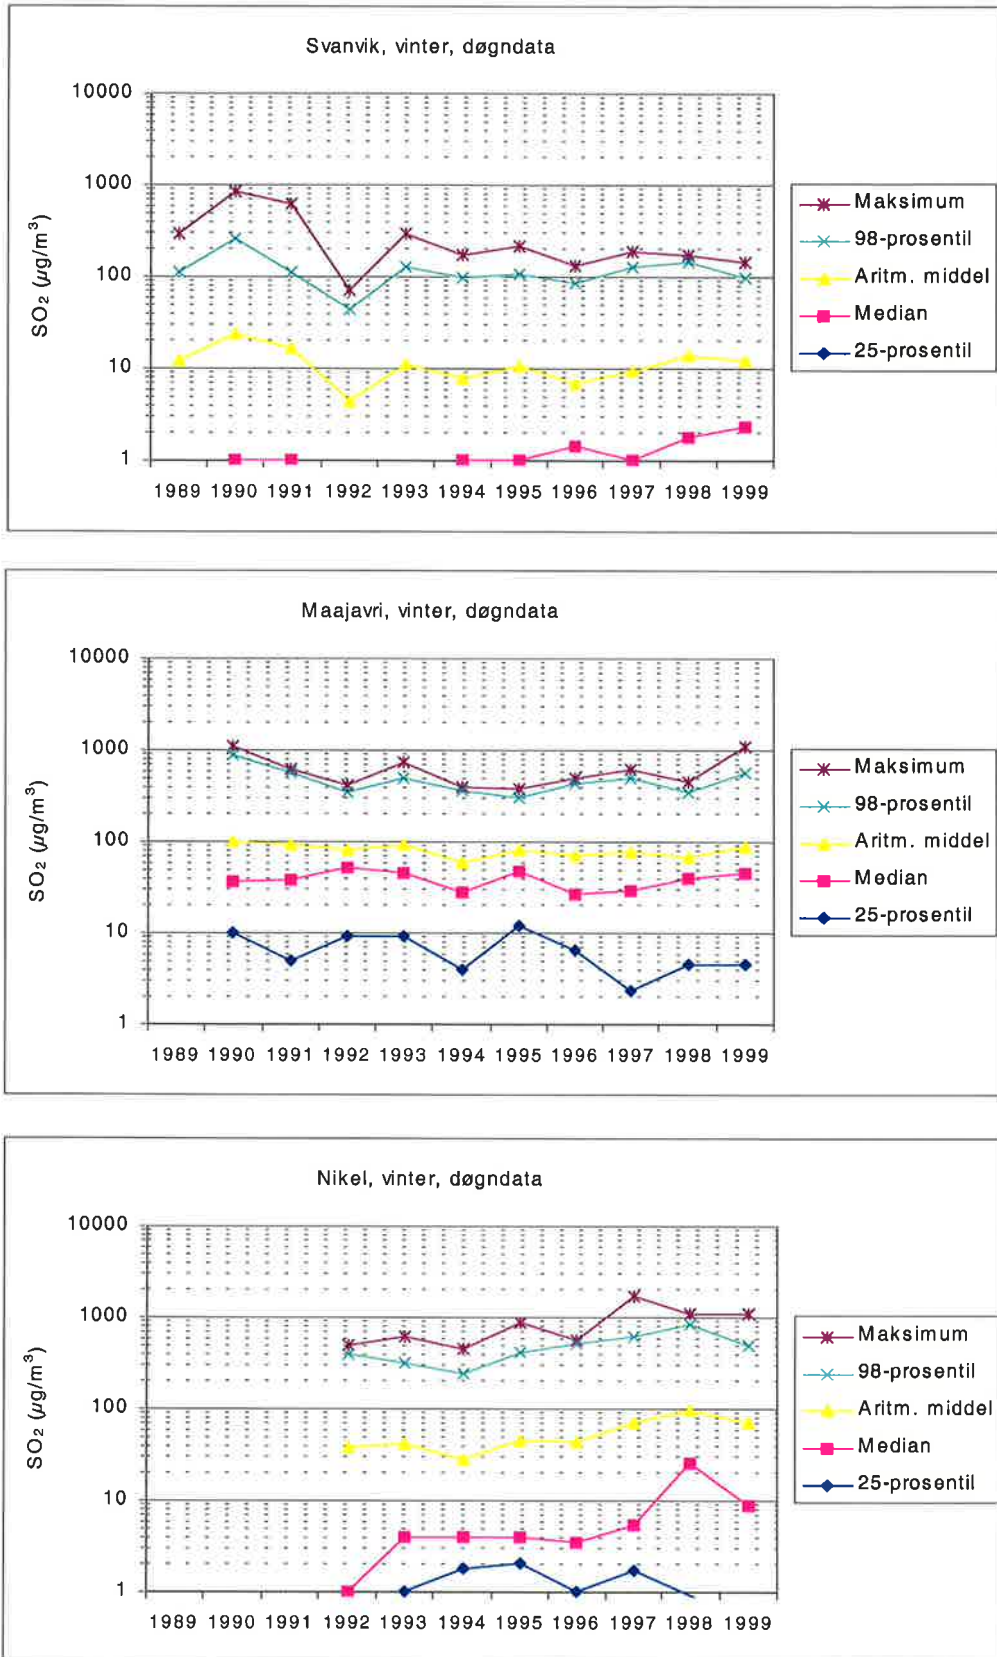 Svanvik, vinter, døgndata
10000
1000
100
10
1
SO₂ (µg/m³)
1989 1990 1991 1992 1993 1994 1995 1996 1997 1998 1999
Maksimum
98-prosentil
Aritm. middel
Median
25-prosentil
Maajavri, vinter, døgndata
10000
1000
100
10
1
SO₂ (µg/m³)
1989 1990 1991 1992 1993 1994 1995 1996 1997 1998 1999
Maksimum
98-prosentil
Aritm. middel
Median
25-prosentil
Nikel, vinter, døgndata
10000
1000
100
10
1
SO₂ (µg/m³)
1989 1990 1991 1992 1993 1994 1995 1996 1997 1998 1999
Maksimum
98-prosentil
Aritm. middel
Median
25-prosentil